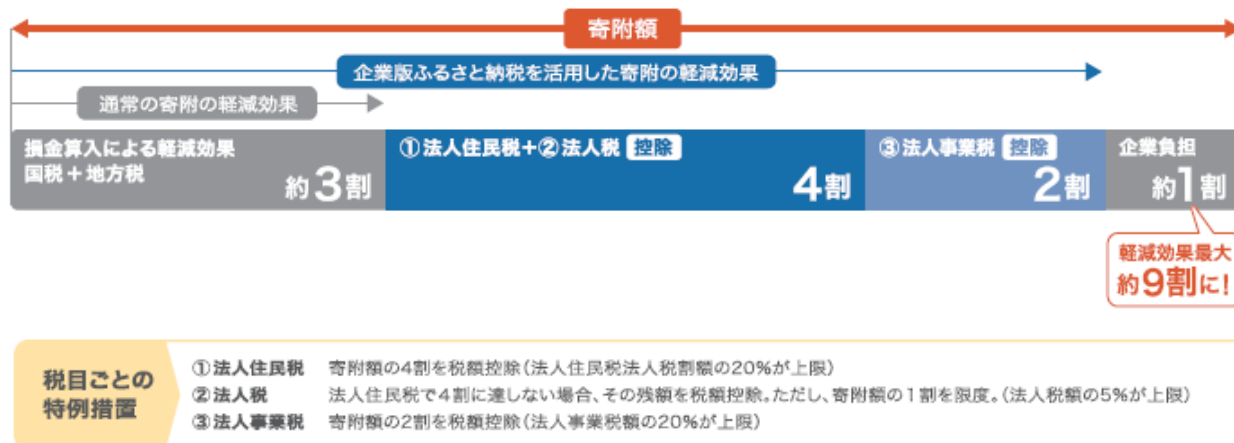 寄附額
企業版ふるさと納税を活用した寄附の軽減効果
通常の寄附の軽減効果
損金算入による軽減効果
国税＋地方税
約3割
①法人住民税＋②法人税 控除
4割
③法人事業税 控除
2割
企業負担
約1割
軽減効果最大
約9割に!
税目ごとの
特例措置
①法人住民税 寄附額の4割を税額控除(法人住民税法人税割額の20%が上限)
②法人税 法人住民税で4割に達しない場合、その残額を税額控除。ただし、寄附額の1割を限度。(法人税額の5%が上限)
③法人事業税 寄附額の2割を税額控除(法人事業税額の20%が上限)